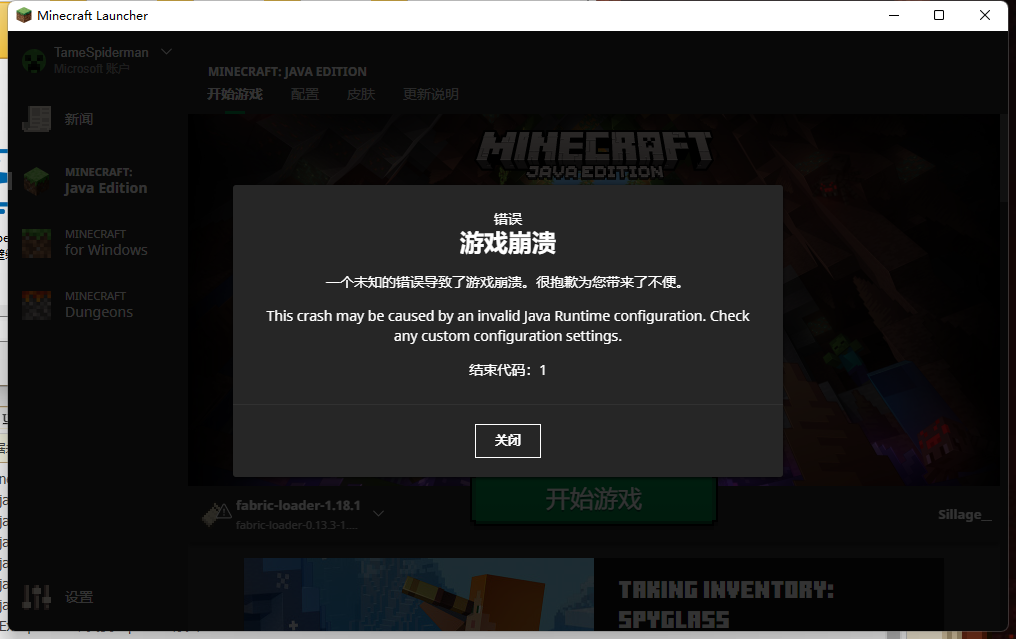 Minecraft Launcher
TameSpiderman
Microsoft 账户
新闻
MINECRAFT:
Java Edition
MINECRAFT
for Windows
MINECRAFT
Dungeons
设置
MINECRAFT: JAVA EDITION
开始游戏 配置 皮肤 更新说明
MINECRAFT
JAVA EDITION
错误
游戏崩溃
一个未知的错误导致了游戏崩溃。很抱歉为您带来了不便。
This crash may be caused by an invalid Java Runtime configuration. Check
any custom configuration settings.
结束代码：1
关闭
fabric-loader-1.18.1
fabric-loader-0.13.3-1....
开始游戏
Sillage__
TAKING INVENTORY:
SPYGLASS